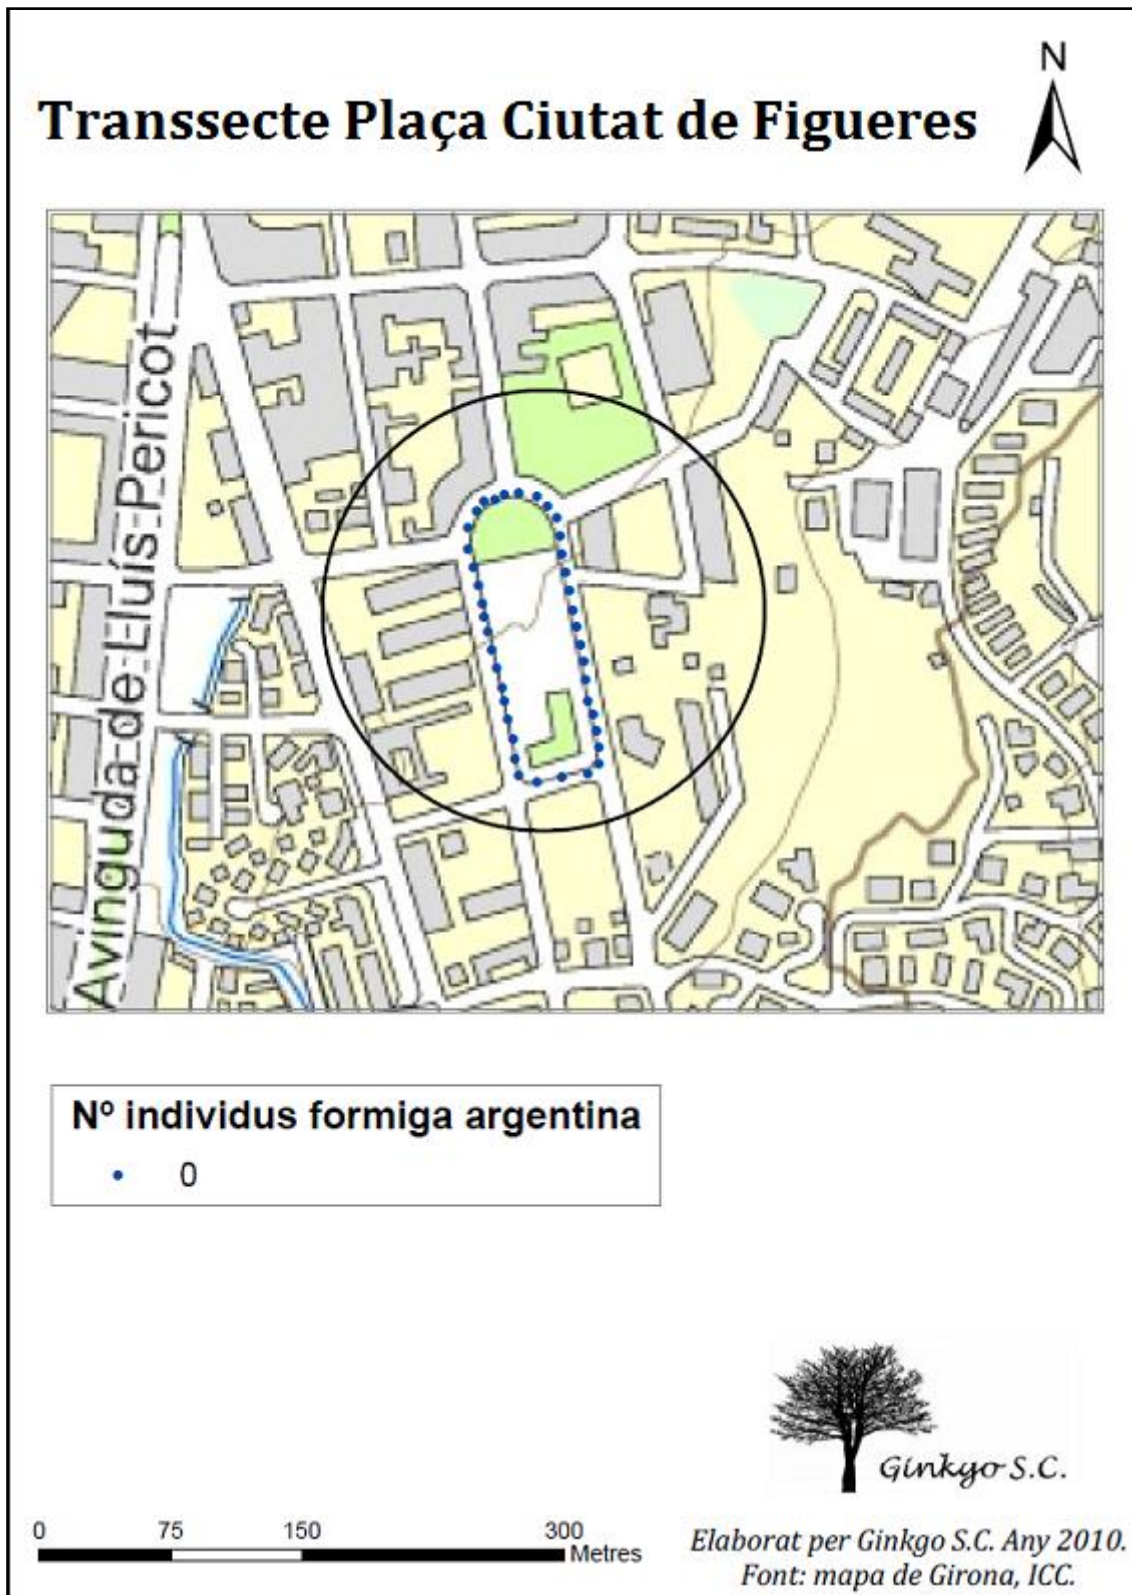 N
Transsecte Plaça Ciutat de Figueres
Avinguda de Lluís Pericot
Nº individus formiga argentina
0
Ginkgo S.C.
0 75 150 300
Metres
Elaborat per Ginkgo S.C. Any 2010.
Font: mapa de Girona, ICC.